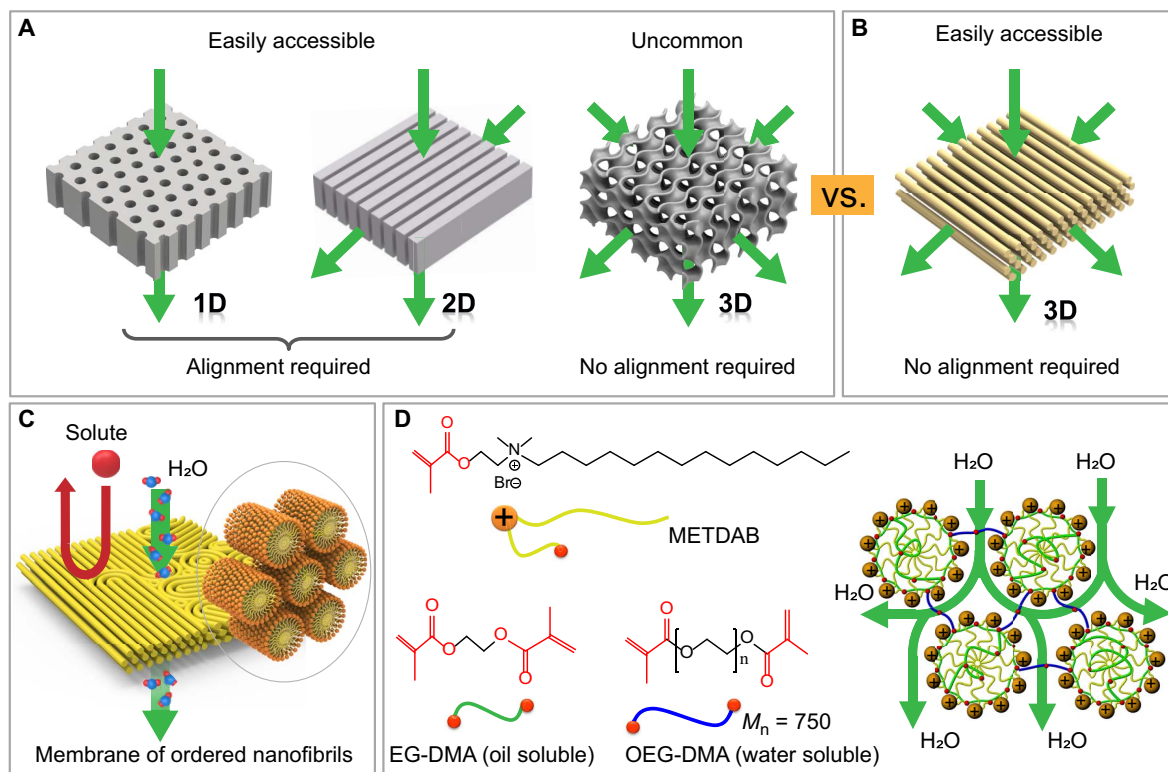 A
Easily accessible
Uncommon
1D
2D
3D
Alignment required
No alignment required
vs.
B
Easily accessible
3D
No alignment required
C
Solute
H₂O
Membrane of ordered nanofibrils
D
O
O
N
⊕
Br⊖
+
METDAB
O
O
O
O
EG-DMA (oil soluble)
O
O
n
O
O
Mn = 750
OEG-DMA (water soluble)
H₂O
H₂O
H₂O
H₂O
H₂O
H₂O